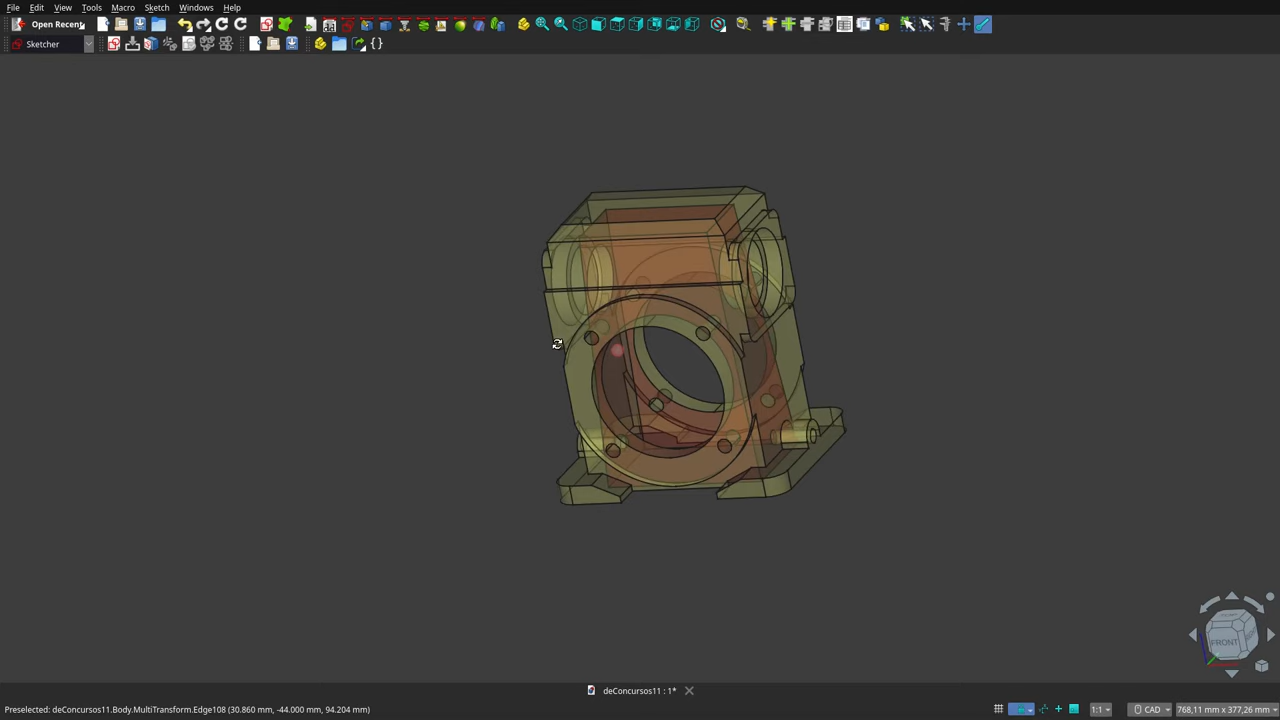 File Edit View Tools Macro Sketch Windows Help
Open Recent
Sketcher
FRONT
deConcursos11 : 1*
Preselected: deConcursos11.Body.MultiTransform.Edge108 (30.860 mm, -44.000 mm, 94.204 mm)
1:1
CAD
768,11 mm x 377,26 mm